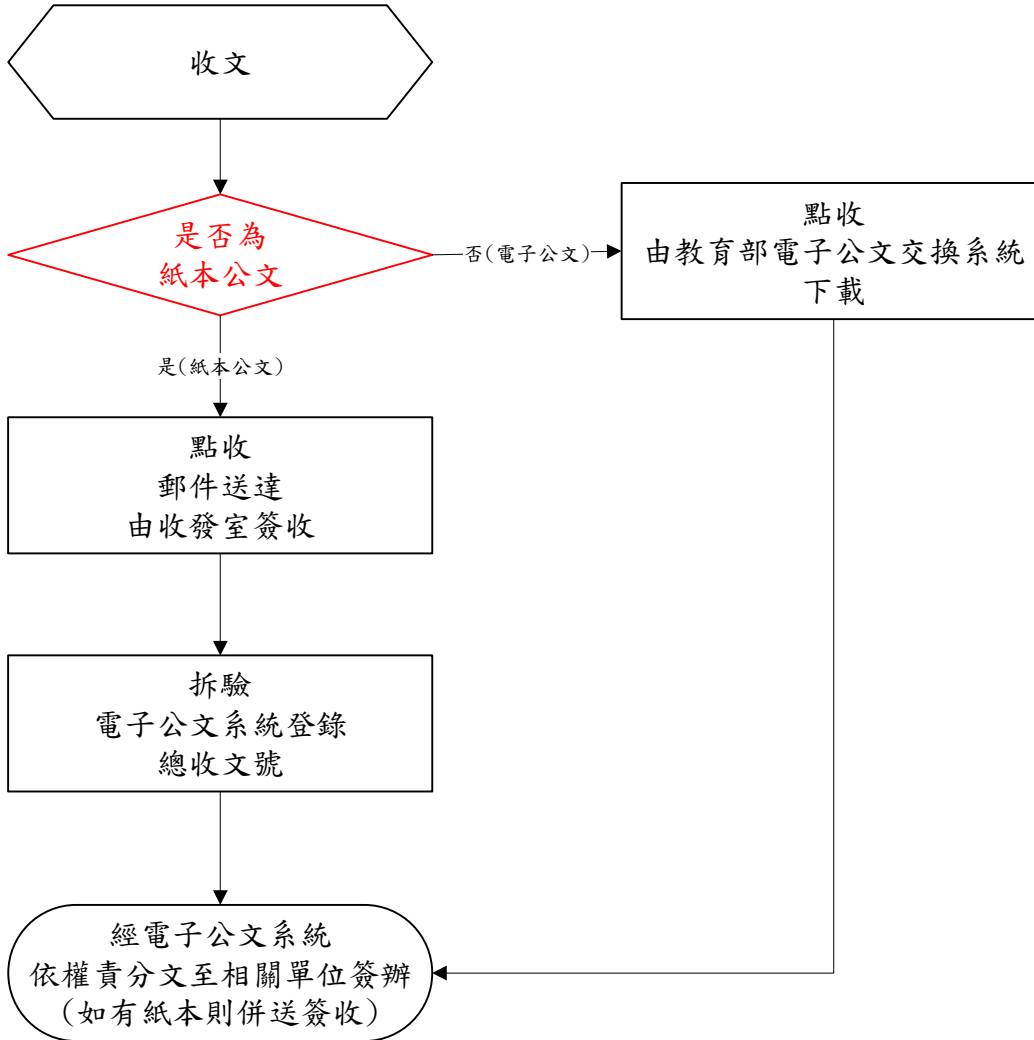 收文
是否為
紙本公文
否(電子公文)
點收
由教育部電子公文交換系統
下載
是(紙本公文)
點收
郵件送達
由收發室簽收
拆驗
電子公文系統登錄
總收文號
經電子公文系統
依權責分文至相關單位簽辦
(如有紙本則併送簽收)